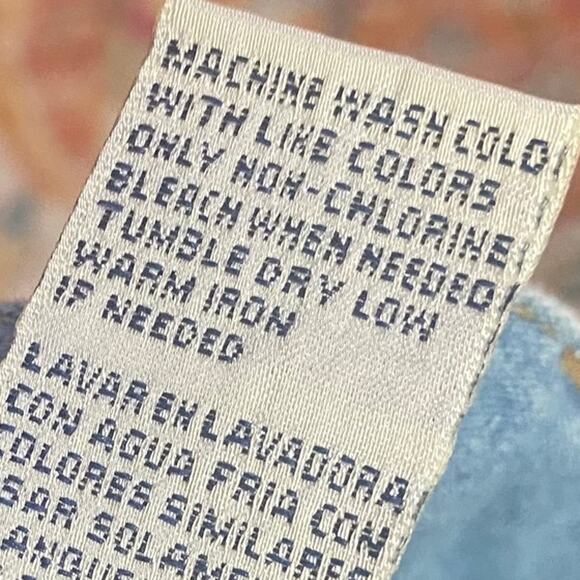 MACHINE WASH COLD
WITH LIKE COLORS
ONLY NON-CHLORINE
BLEACH WHEN NEEDED
TUMBLE DRY LOW
WARM IRON
IF NEEDED
LAVAR EN LAVADORA
CON AGUA FRIA CON
COLORES SIMILARES